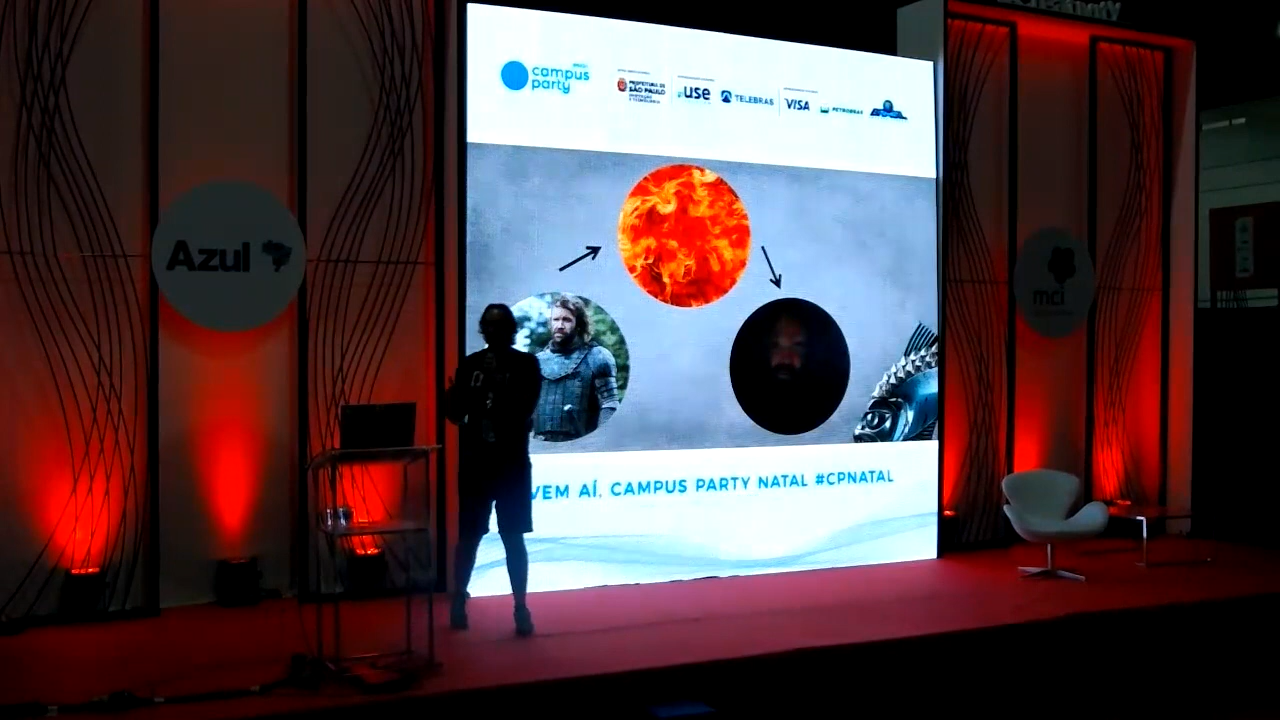 campus
party
PREFEITURA DE
SÃO PAULO
use
TELEBRAS
VISA
PETROBRAS
Azul
mci
VEM AÍ, CAMPUS PARTY NATAL #CPNATAL